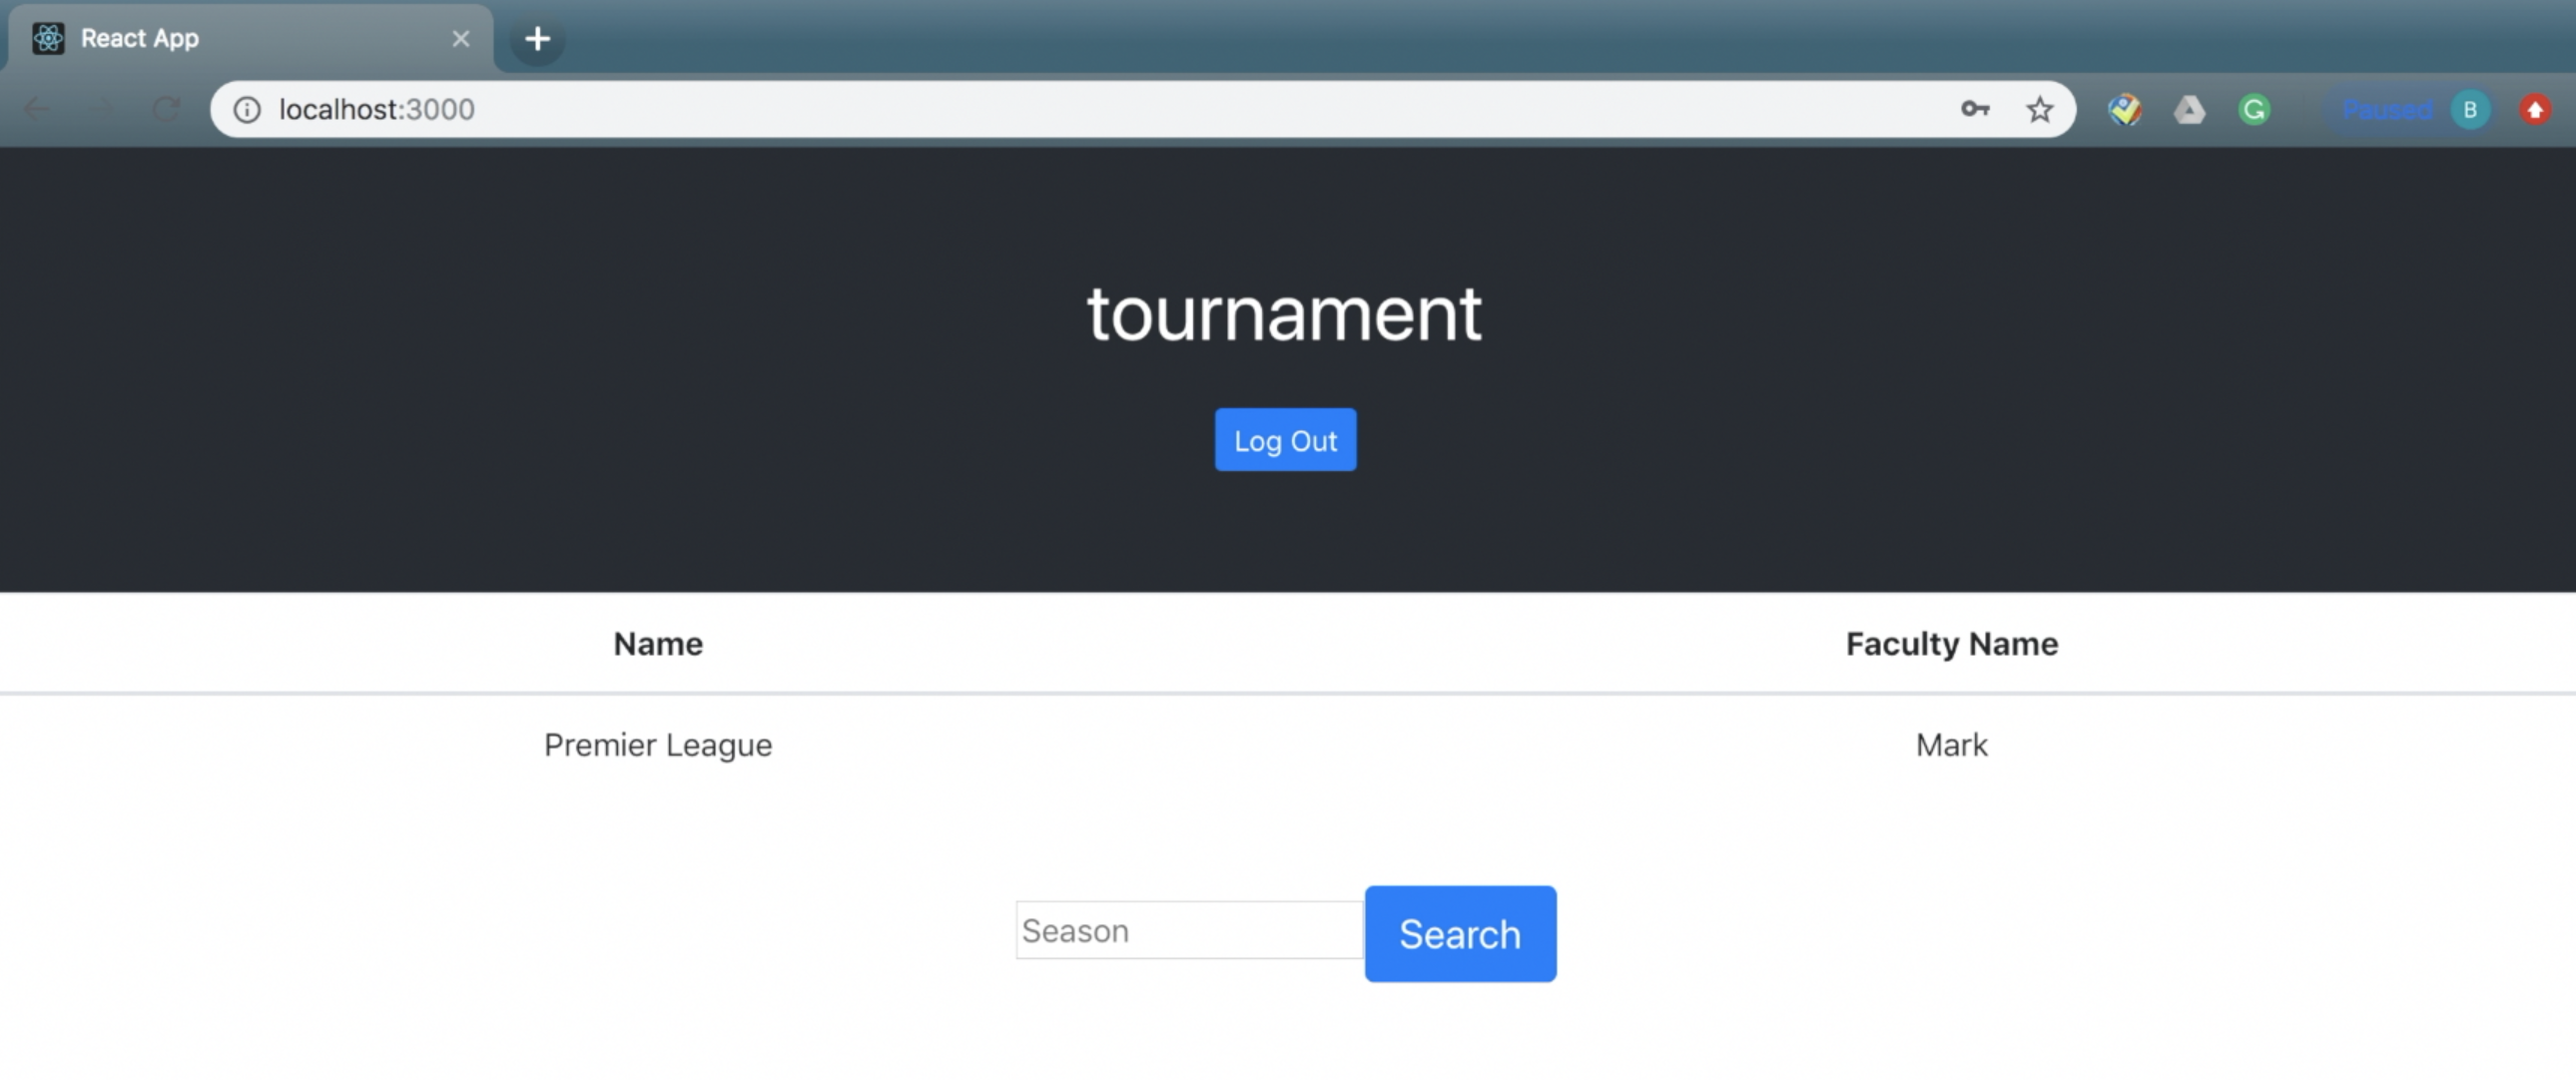 React App
localhost:3000
Paused B
tournament
Log Out
Name Faculty Name
Premier League Mark
Season Search